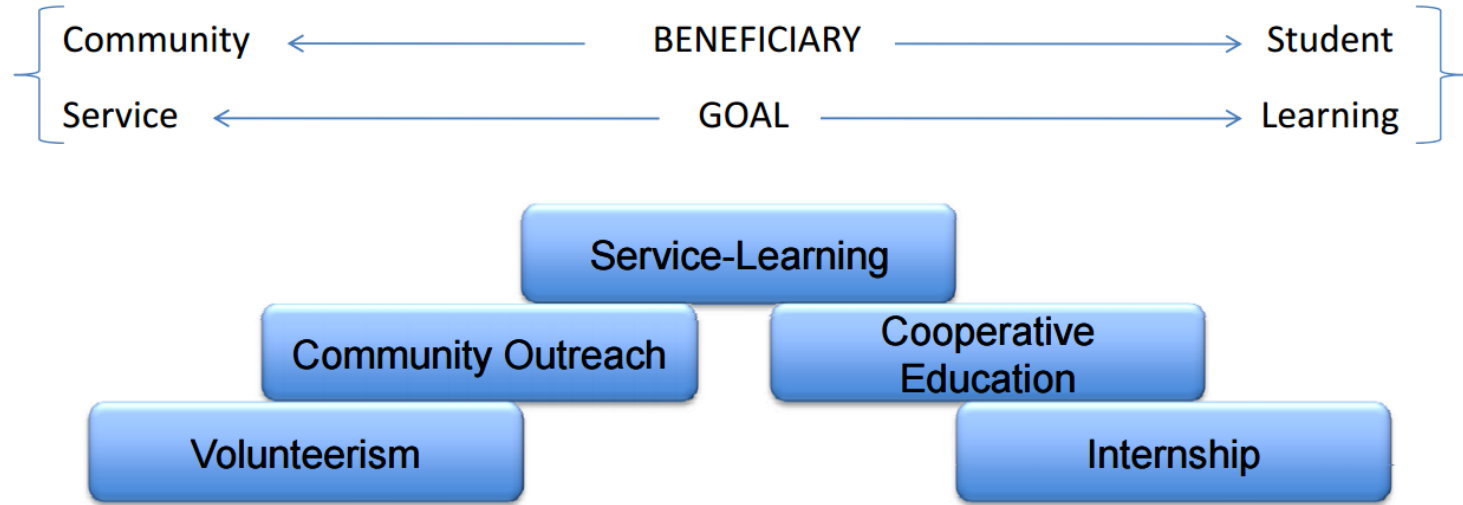 Community BENEFICIARY Student
Service GOAL Learning
Service-Learning
Community Outreach
Cooperative
Education
Volunteerism
Internship